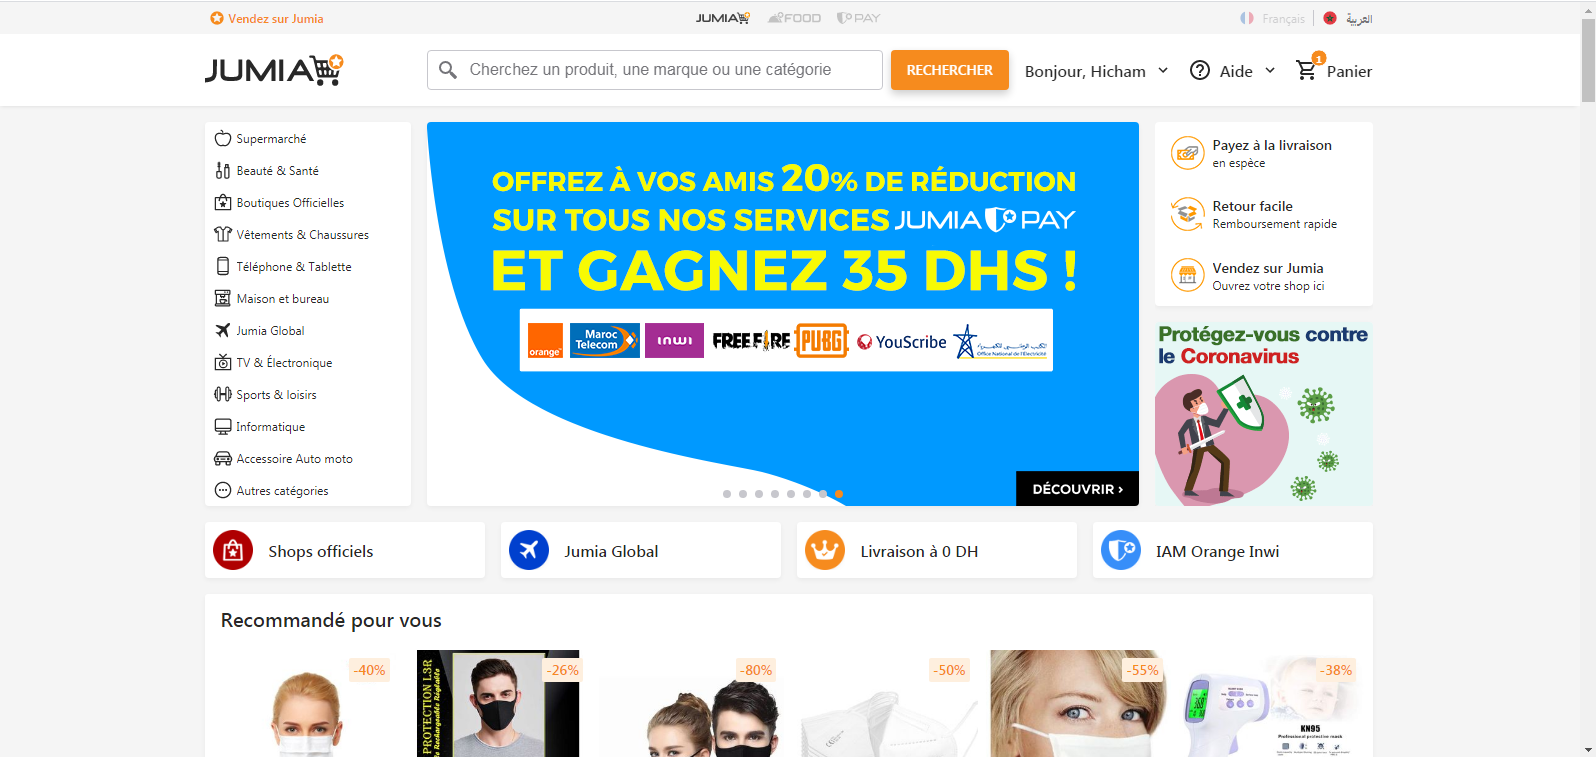 Vendez sur Jumia
JUMIA
FOOD
PAY
Français
العربية
JUMIA
Cherchez un produit, une marque ou une catégorie
RECHERCHER
Bonjour, Hicham
Aide
1
Panier
Supermarché
Beauté & Santé
Boutiques Officielles
Vêtements & Chaussures
Téléphone & Tablette
Maison et bureau
Jumia Global
TV & Électronique
Sports & loisirs
Informatique
Accessoire Auto moto
Autres catégories
OFFREZ À VOS AMIS 20% DE RÉDUCTION
SUR TOUS NOS SERVICES JUMIA PAY
ET GAGNEZ 35 DHS !
orange
Maroc
Telecom
inwi
FREE FIRE
PUBG
YouScribe
المكتب الوطني للكهرباء
Office National de l'Electricité
DÉCOUVRIR ›
Payez à la livraison
en espèce
Retour facile
Remboursement rapide
Vendez sur Jumia
Ouvrez votre shop ici
Protégez-vous contre
le Coronavirus
Shops officiels
Jumia Global
Livraison à 0 DH
IAM Orange Inwi
Recommandé pour vous
-40%
PROTECTION L3R
-26%
-80%
-50%
-55%
-38%
KN95
Professional protective mask